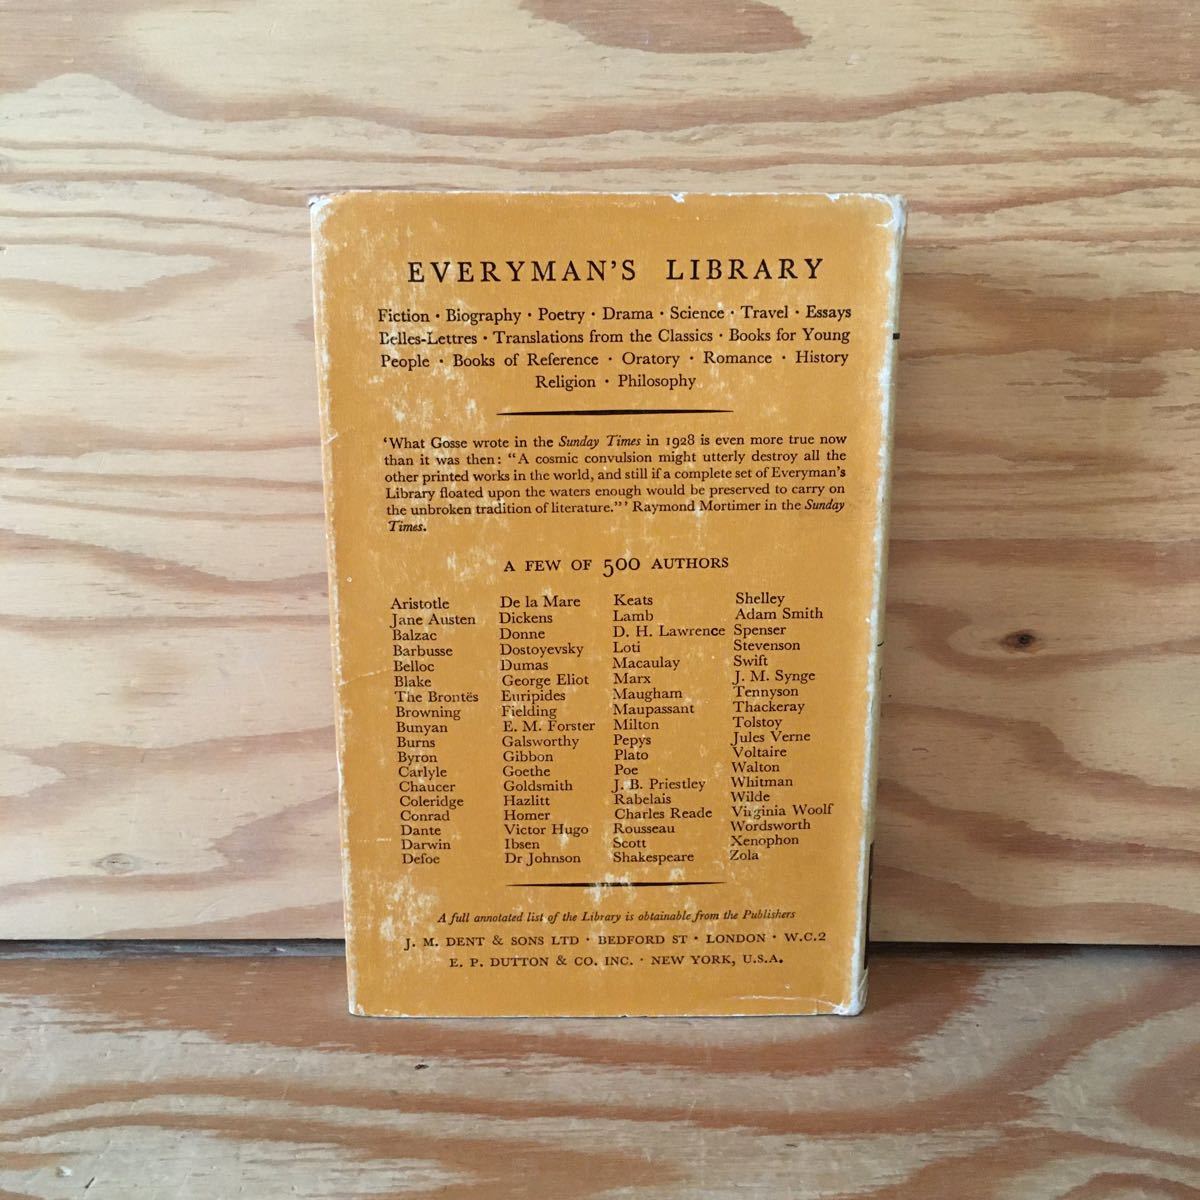 EVERYMAN'S LIBRARY
Fiction · Biography · Poetry · Drama · Science · Travel · Essays
Belles-Lettres · Translations from the Classics · Books for Young
People · Books of Reference · Oratory · Romance · History
Religion · Philosophy
'What Gosse wrote in the Sunday Times in 1928 is even more true now
than it was then: "A cosmic convulsion might utterly destroy all the
other printed works in the world, and still if a complete set of Everyman's
Library floated upon the waters enough would be preserved to carry on
the unbroken tradition of literature."' Raymond Mortimer in the Sunday
Times.
A FEW OF 500 AUTHORS
Aristotle
Jane Austen
Balzac
Barbusse
Belloc
Blake
The Brontës
Browning
Bunyan
Burns
Byron
Carlyle
Chaucer
Coleridge
Conrad
Dante
Darwin
Defoe
De la Mare
Dickens
Donne
Dostoyevsky
Dumas
George Eliot
Euripides
Fielding
E. M. Forster
Galsworthy
Gibbon
Goethe
Goldsmith
Hazlitt
Homer
Victor Hugo
Ibsen
Dr Johnson
Keats
Lamb
D. H. Lawrence
Loti
Macaulay
Marx
Maugham
Maupassant
Milton
Pepys
Plato
Poe
J. B. Priestley
Rabelais
Charles Reade
Rousseau
Scott
Shakespeare
Shelley
Adam Smith
Spenser
Stevenson
Swift
J. M. Synge
Tennyson
Thackeray
Tolstoy
Jules Verne
Voltaire
Walton
Whitman
Wilde
Virginia Woolf
Wordsworth
Xenophon
Zola
A full annotated list of the Library is obtainable from the Publishers
J. M. DENT & SONS LTD · BEDFORD ST · LONDON · W.C.2
E. P. DUTTON & CO. INC. · NEW YORK, U.S.A.